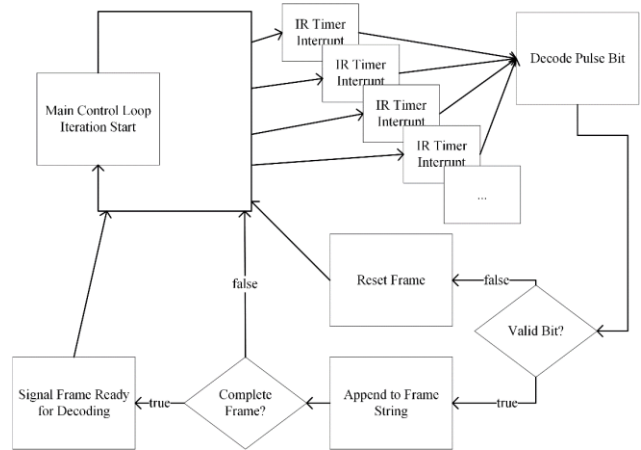 IR Timer
Interrupt
IR Timer
Interrupt
IR Timer
Interrupt
IR Timer
Interrupt
...
Decode Pulse Bit
Main Control Loop
Iteration Start
Reset Frame
false
Valid Bit?
false
Signal Frame Ready
for Decoding
true
Complete
Frame?
Append to Frame
String
true